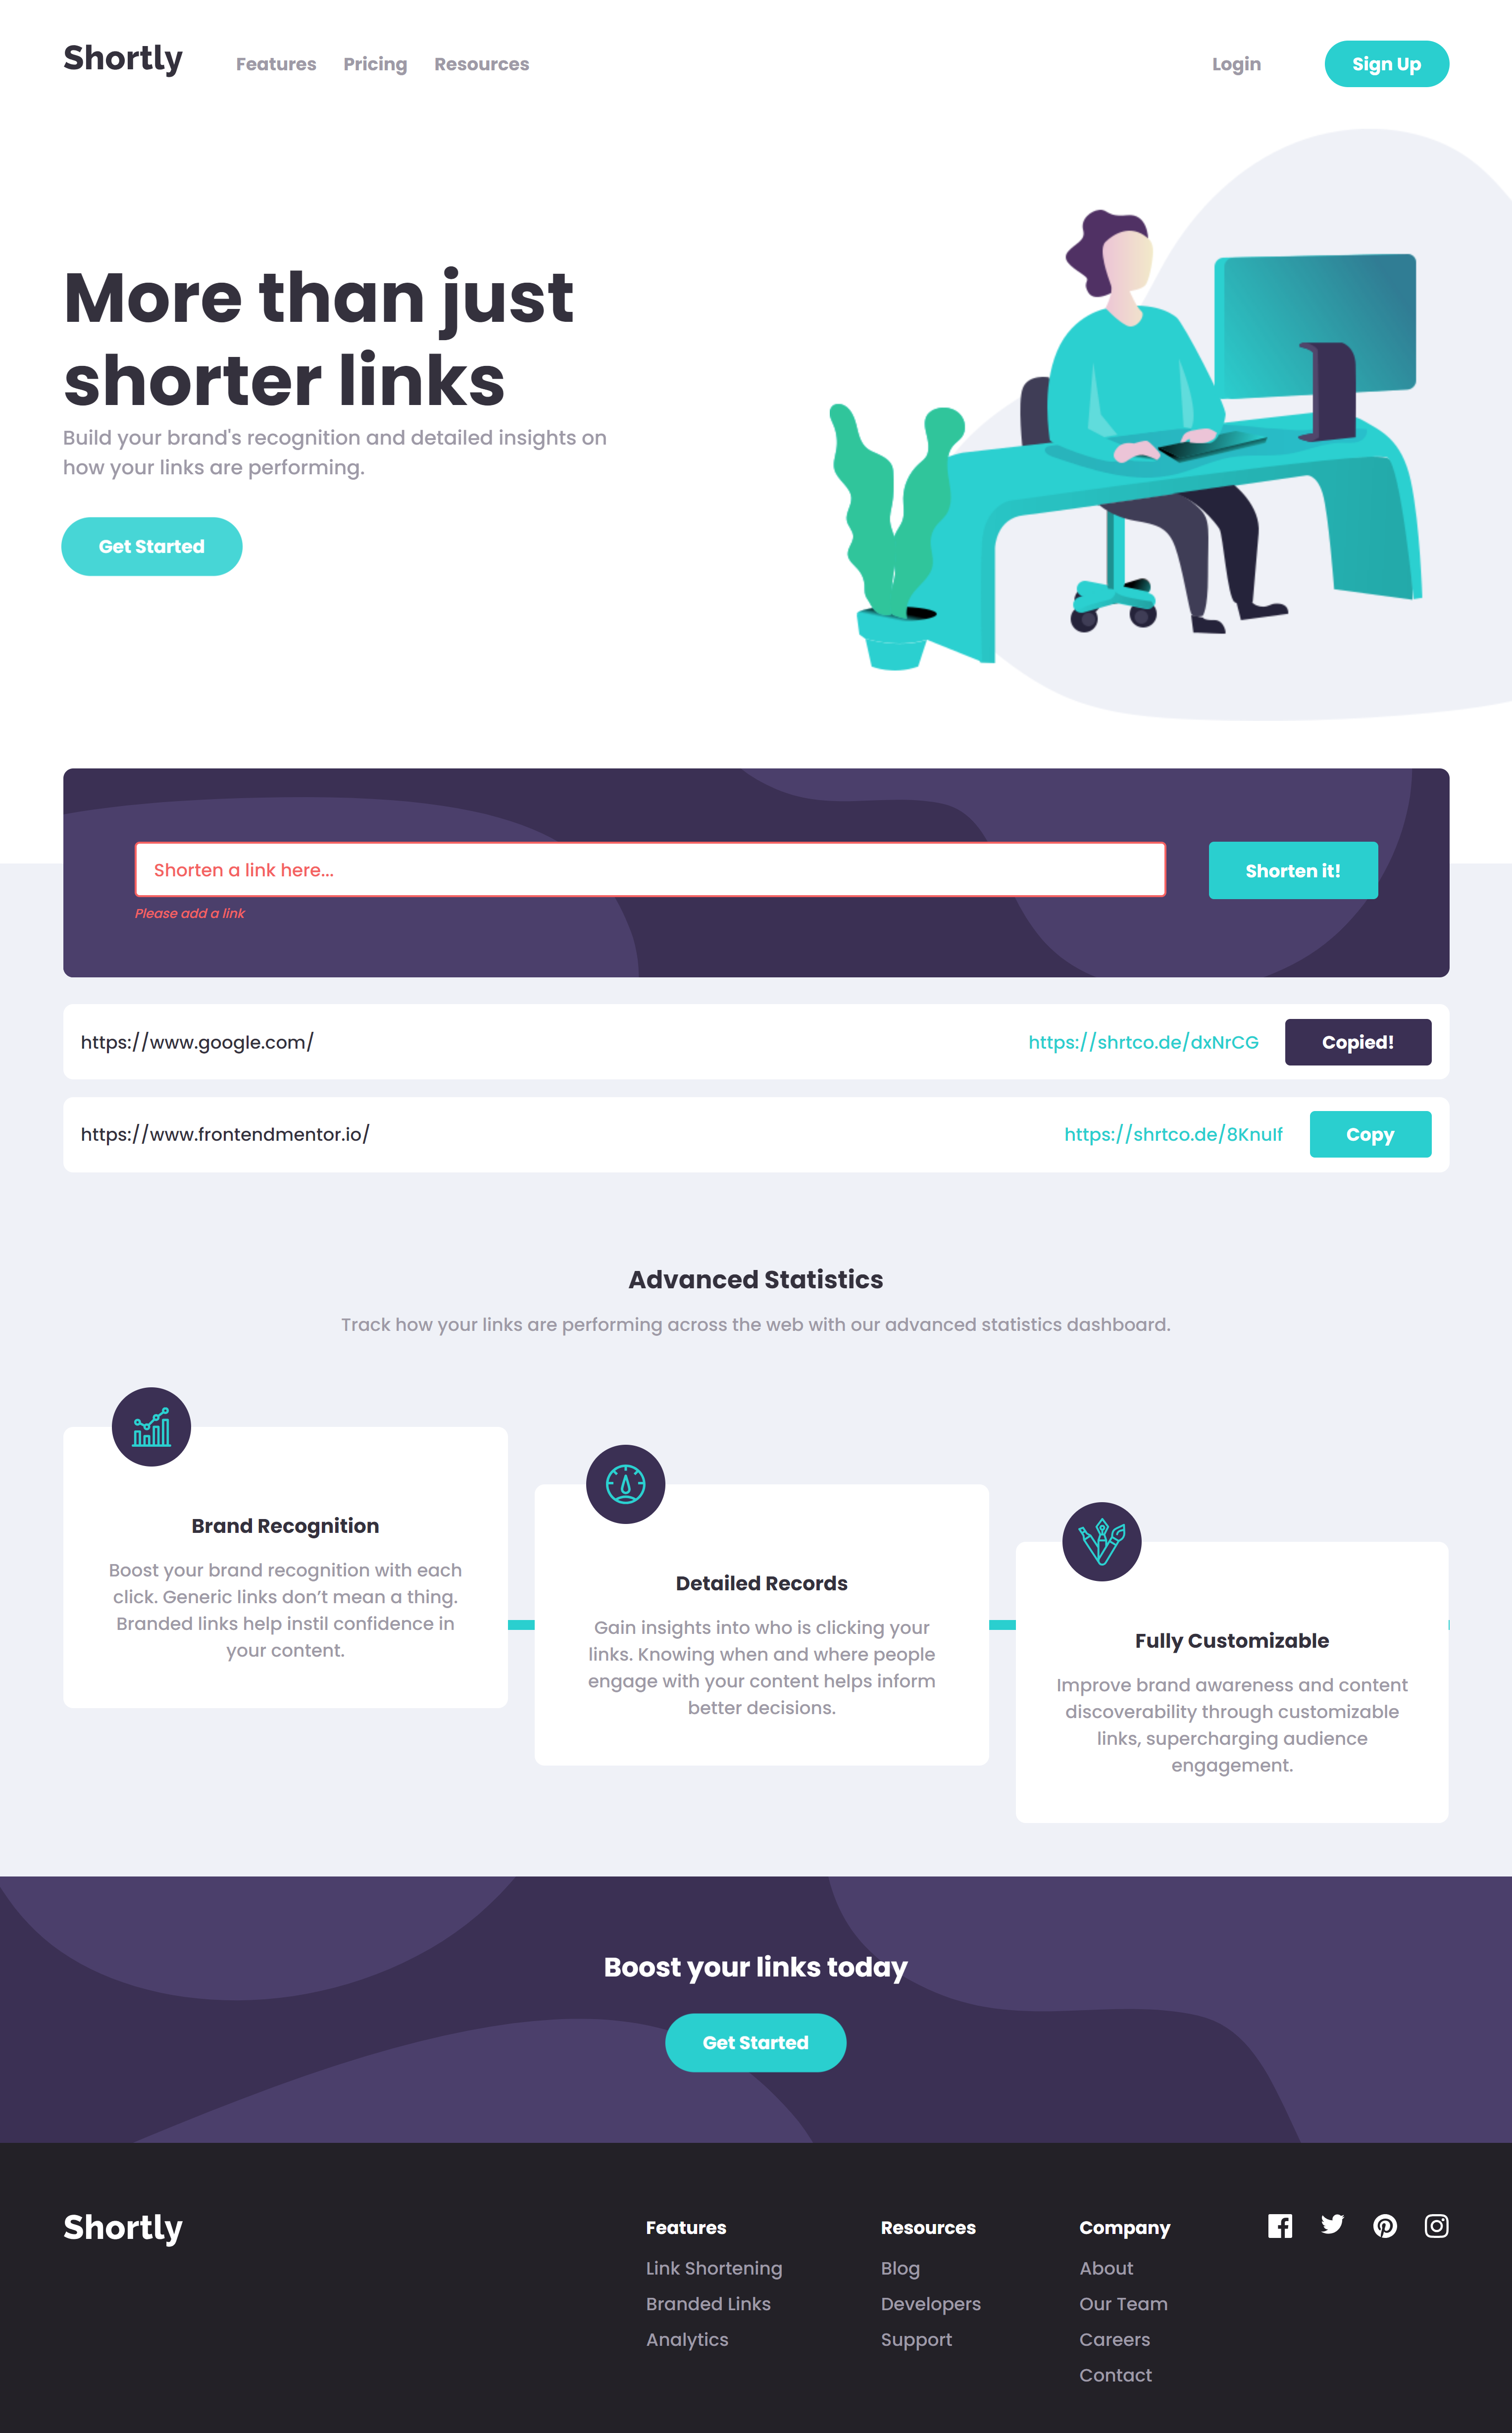 Shortly
Features
Pricing
Resources
Login
Sign Up
More than just
shorter links
Build your brand's recognition and detailed insights on
how your links are performing.
Get Started
Shorten a link here...
Shorten it!
Please add a link
https://www.google.com/
https://shrtco.de/dxNrCG
Copied!
https://www.frontendmentor.io/
https://shrtco.de/8KnuIf
Copy
Advanced Statistics
Track how your links are performing across the web with our advanced statistics dashboard.
Brand Recognition
Boost your brand recognition with each
click. Generic links don’t mean a thing.
Branded links help instil confidence in
your content.
Detailed Records
Gain insights into who is clicking your
links. Knowing when and where people
engage with your content helps inform
better decisions.
Fully Customizable
Improve brand awareness and content
discoverability through customizable
links, supercharging audience
engagement.
Boost your links today
Get Started
Shortly
Features
Link Shortening
Branded Links
Analytics
Resources
Blog
Developers
Support
Company
About
Our Team
Careers
Contact